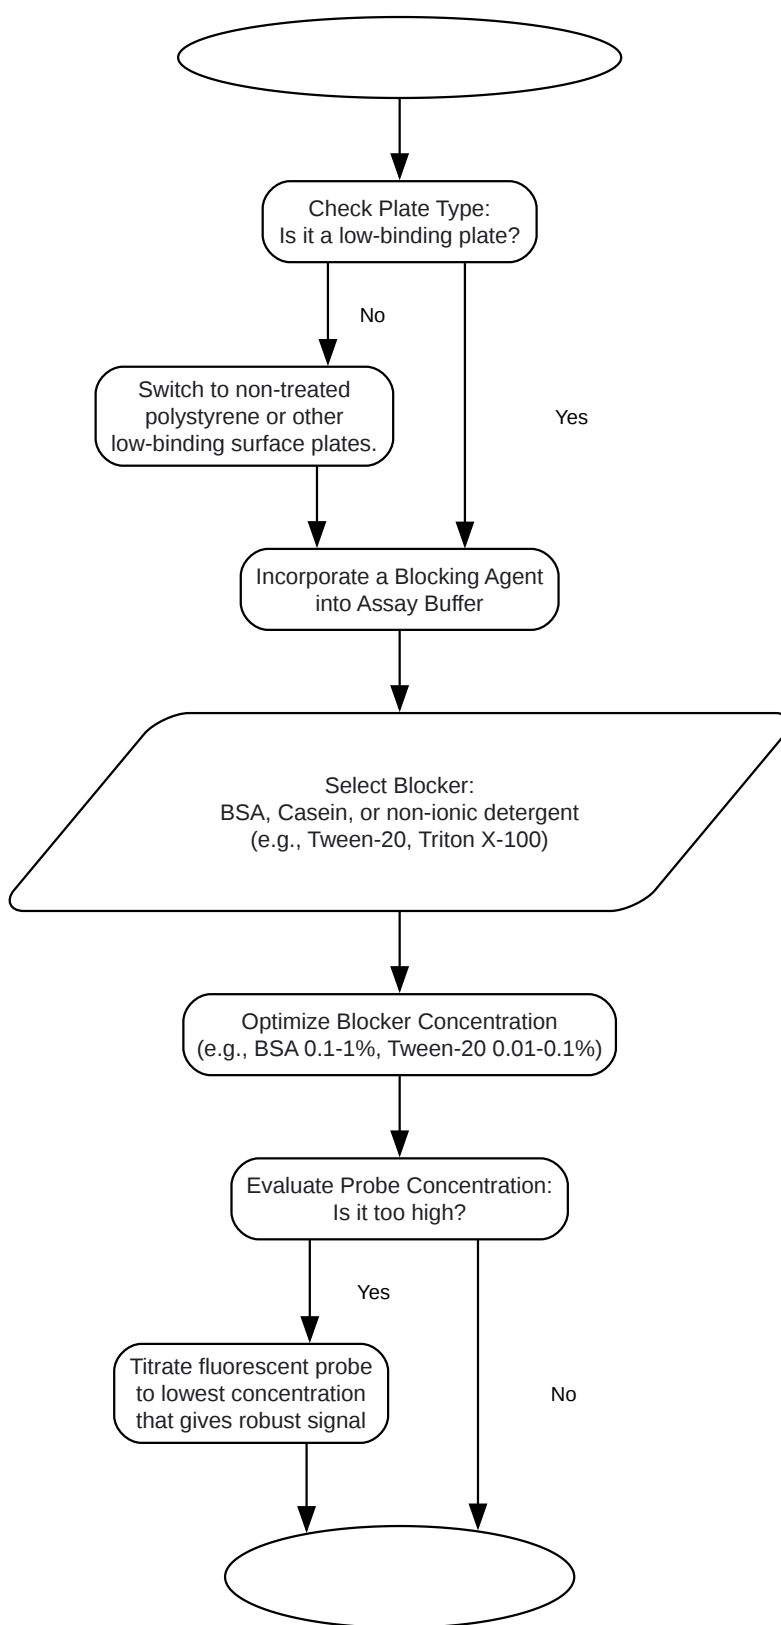 Check Plate Type:
Is it a low-binding plate?
No
Switch to non-treated
polystyrene or other
low-binding surface plates.
Yes
Incorporate a Blocking Agent
into Assay Buffer
Select Blocker:
BSA, Casein, or non-ionic detergent
(e.g., Tween-20, Triton X-100)
Optimize Blocker Concentration
(e.g., BSA 0.1-1%, Tween-20 0.01-0.1%)
Evaluate Probe Concentration:
Is it too high?
Yes
Titrate fluorescent probe
to lowest concentration
that gives robust signal
No